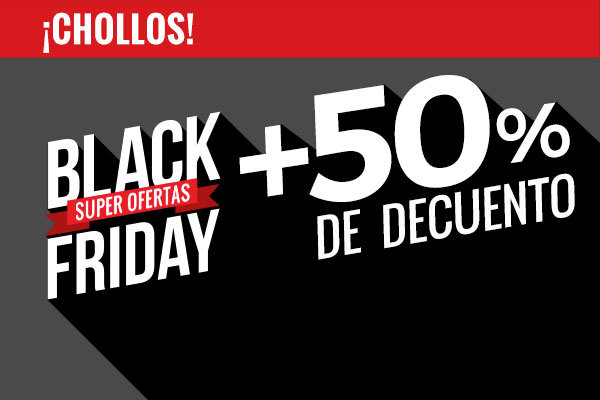 ¡CHOLLOS!
BLACK
SUPER OFERTAS
FRIDAY
+50%
DE DECUENTO